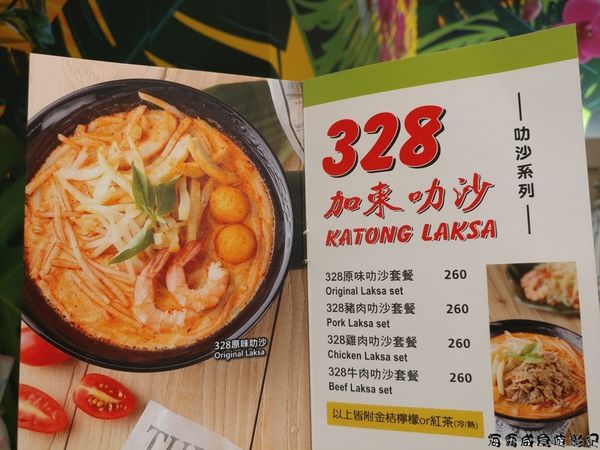 328原味叻沙
Original Laksa
叻沙系列
328
加東叻沙
KATONG LAKSA
328原味叻沙套餐 260
Original Laksa set
328豬肉叻沙套餐 260
Pork Laksa set
328雞肉叻沙套餐 260
Chicken Laksa set
328牛肉叻沙套餐 260
Beef Laksa set
以上皆附金桔檸檬or紅茶(冷/熱)